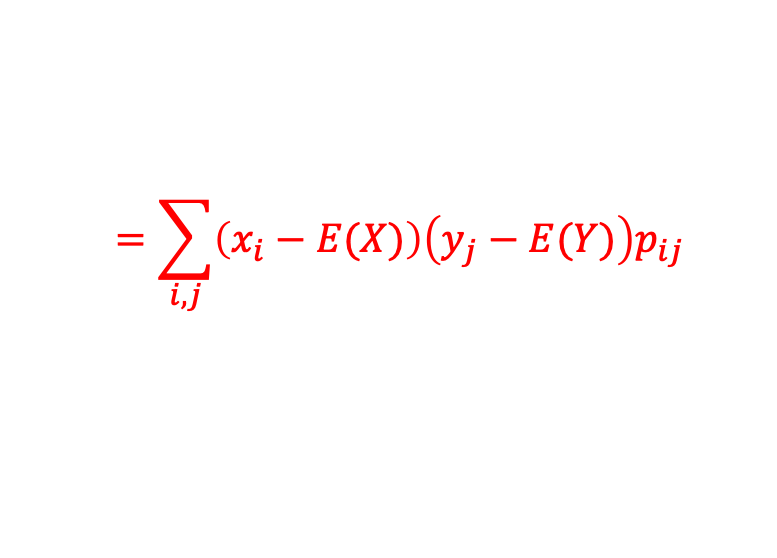 = ∑_{i,j} (x_i − E(X))(y_j − E(Y))p_{ij}